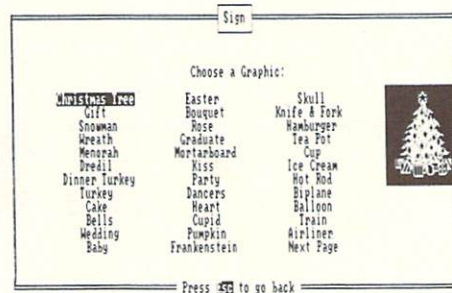 Sign
Choose a Graphic:
Christmas Tree Easter Skull
Gift Bouquet Knife & Fork
Snowman Rose Hamburger
Wreath Graduate Tea Pot
Menorah Mortarboard Cup
Dredil Kiss Ice Cream
Dinner Turkey Party Hot Rod
Turkey Dancers Biplane
Cake Heart Balloon
Bells Cupid Train
Wedding Pumpkin Airliner
Baby Frankenstein Next Page
Press Esc to go back